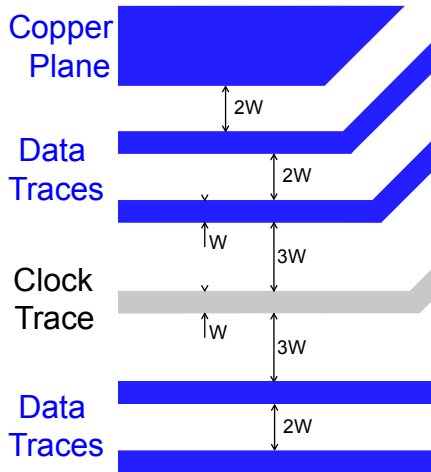 Copper
Plane
2W
Data
Traces
2W
W
3W
Clock
Trace
W
3W
Data
Traces
2W